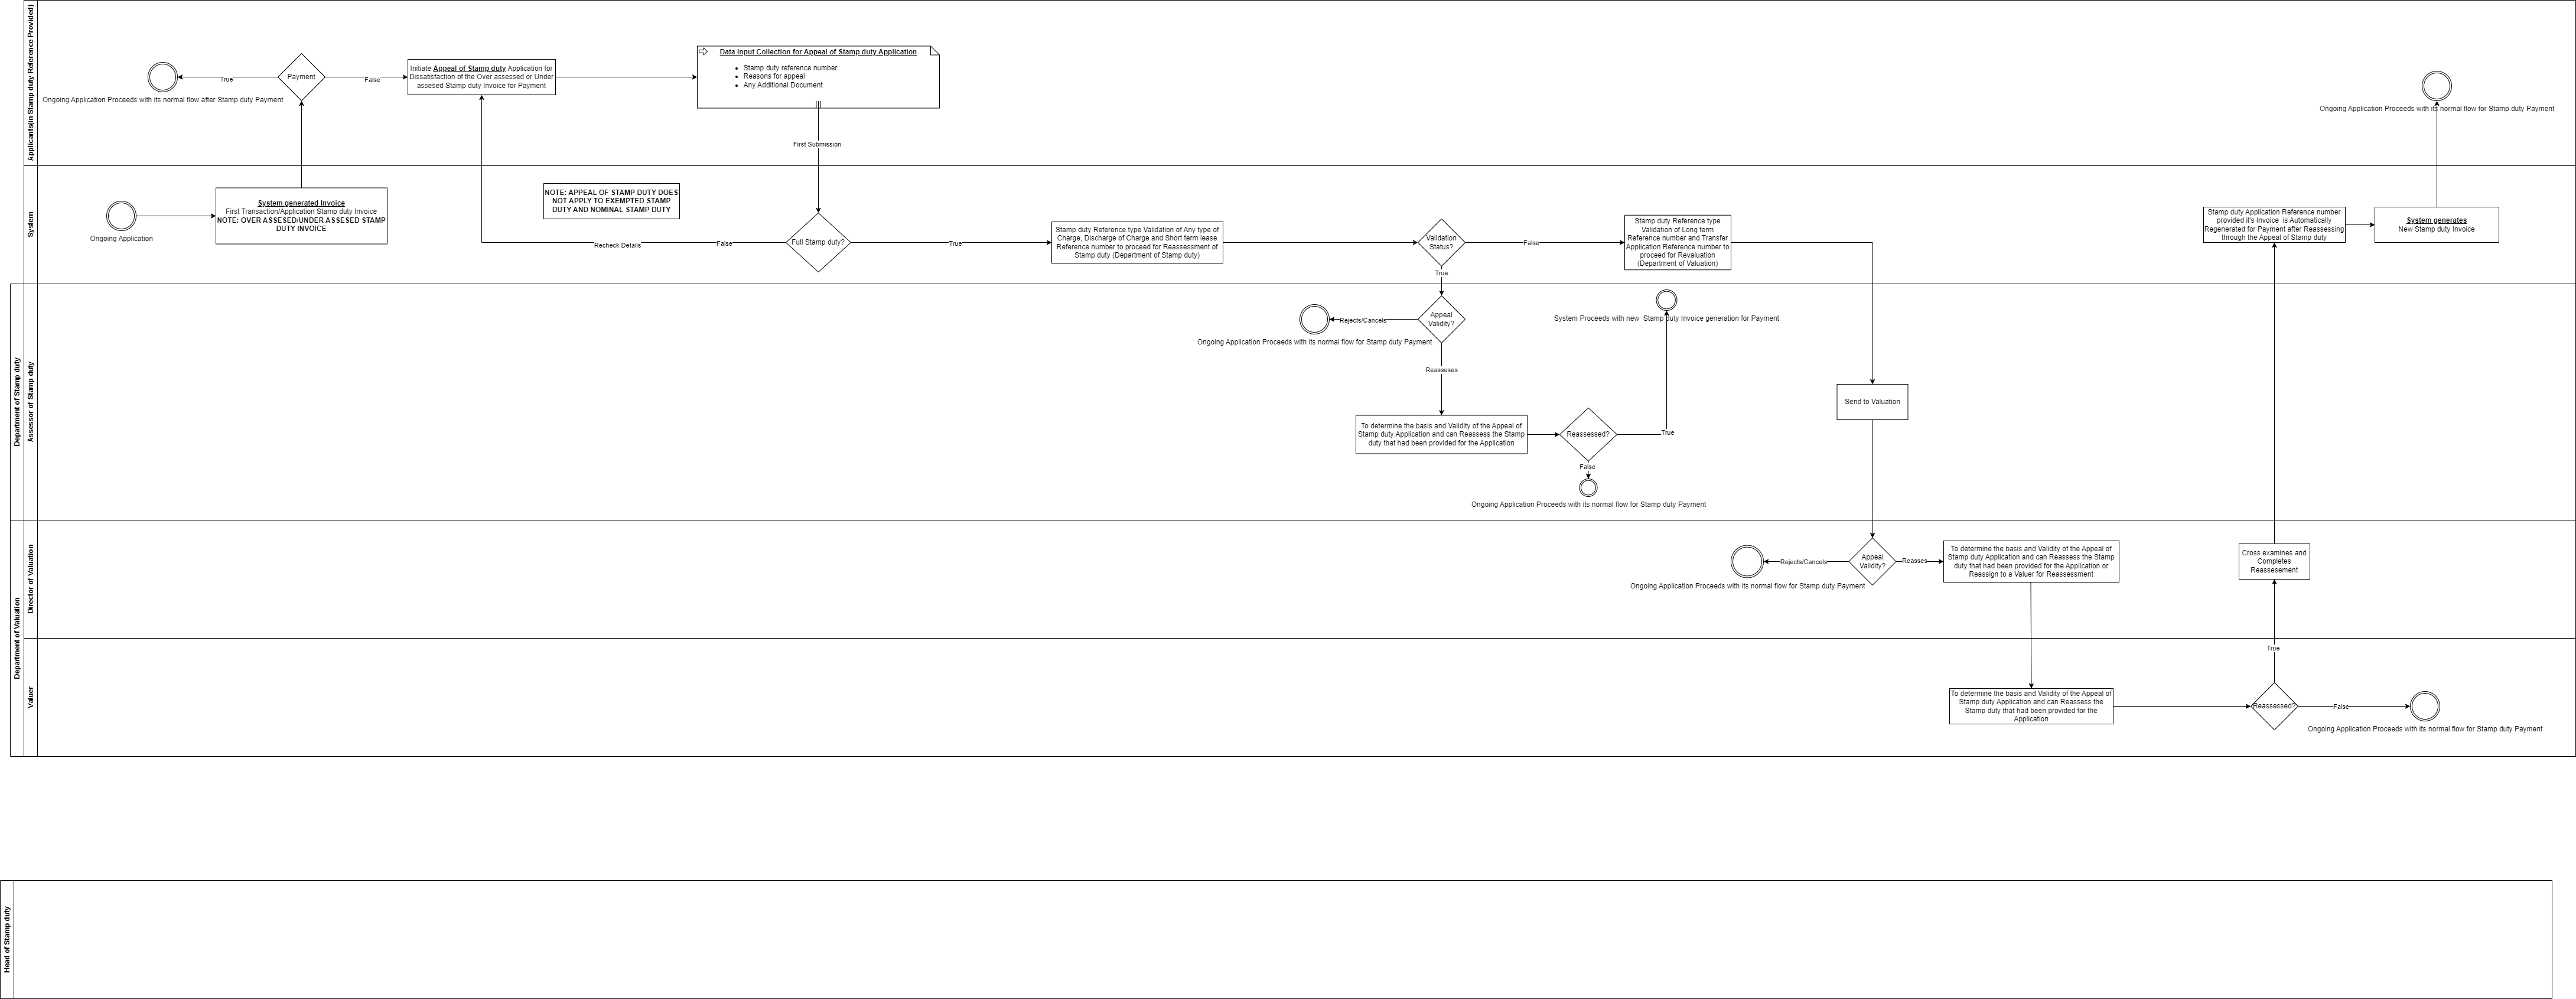 Applicants(in Stamp duty Reference Provided)
True
Ongoing Application Proceeds with its normal flow after Stamp duty Payment
Payment
False
Initiate Appeal of Stamp duty Application for
Dissatisfaction of the Over assessed or Under
assesed Stamp duty Invoice for Payment
Data Input Collection for Appeal of Stamp duty Application
Stamp duty reference number.
Reasons for appeal
Any Additional Document
First Submission
Ongoing Application Proceeds with its normal flow for Stamp duty Payment
System
Ongoing Application
System generated Invoice
First Transaction/Application Stamp duty Invoice
NOTE: OVER ASSESED/UNDER ASSESED STAMP
DUTY INVOICE
NOTE: APPEAL OF STAMP DUTY DOES
NOT APPLY TO EXEMPTED STAMP
DUTY AND NOMINAL STAMP DUTY
Recheck Details
False
Full Stamp duty?
True
Stamp duty Reference type Validation of Any type of
Charge, Discharge of Charge and Short term lease
Reference number to proceed for Reassessment of
Stamp duty (Department of Stamp duty)
Validation
Status?
False
True
Stamp duty Reference type
Validation of Long term
Reference number and Transfer
Application Reference number to
proceed for Revaluation
(Department of Valuation)
Stamp duty Application Reference number
provided it's Invoice is Automatically
Regenerated for Payment after Reassessing
through the Appeal of Stamp duty
System generates
New Stamp duty Invoice
Department of Stamp duty
Assessor of Stamp duty
Rejects/Cancels
Ongoing Application Proceeds with its normal flow for Stamp duty Payment
Appeal
Validity?
Reasseses
System Proceeds with new Stamp duty Invoice generation for Payment
To determine the basis and Validity of the Appeal of
Stamp duty Application and can Reassess the Stamp
duty that had been provided for the Application
Reassessed?
True
False
Ongoing Application Proceeds with its normal flow for Stamp duty Payment
Send to Valuation
Department of Valuation
Director of Valuation
Rejects/Cancels
Ongoing Application Proceeds with its normal flow for Stamp duty Payment
Appeal
Validity?
Reasses
To determine the basis and Validity of the Appeal of
Stamp duty Application and can Reassess the Stamp
duty that had been provided for the Application or
Reassign to a Valuer for Reassessment
Cross examines and
Completes
Reassesement
Valuer
To determine the basis and Validity of the Appeal of
Stamp duty Application and can Reassess the
Stamp duty that had been provided for the
Application
True
Reassessed?
False
Ongoing Application Proceeds with its normal flow for Stamp duty Payment
Head of Stamp duty